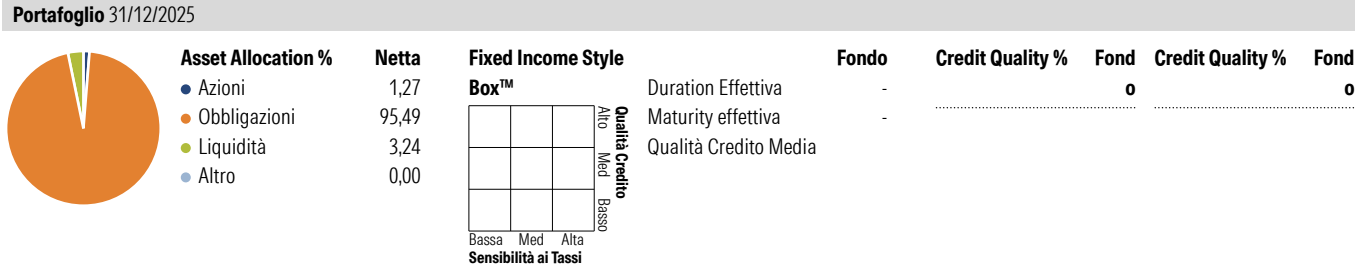 Portafoglio 31/12/2025
Asset Allocation % Netta
Azioni 1,27
Obbligazioni 95,49
Liquidità 3,24
Altro 0,00
Fixed Income Style
Box™
Alto Med Basso
Qualità Credito
Bassa Med Alta
Sensibilità ai Tassi
Fondo
Duration Effettiva -
Maturity effettiva -
Qualità Credito Media
Credit Quality % Fond
o
Credit Quality % Fond
o